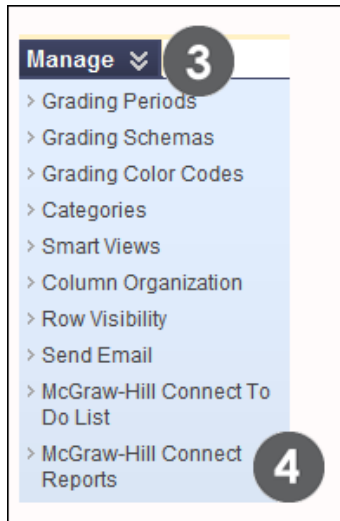 Manage 3
> Grading Periods
> Grading Schemas
> Grading Color Codes
> Categories
> Smart Views
> Column Organization
> Row Visibility
> Send Email
> McGraw-Hill Connect To
Do List
> McGraw-Hill Connect
Reports 4